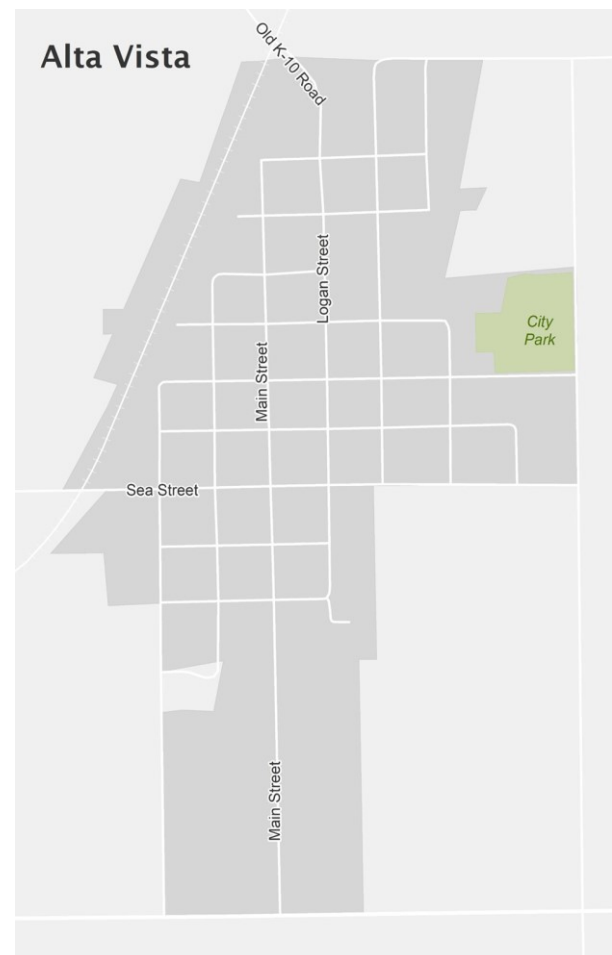 Alta Vista
Old K-10 Road
Logan Street
City
Park
Main Street
Sea Street
Main Street